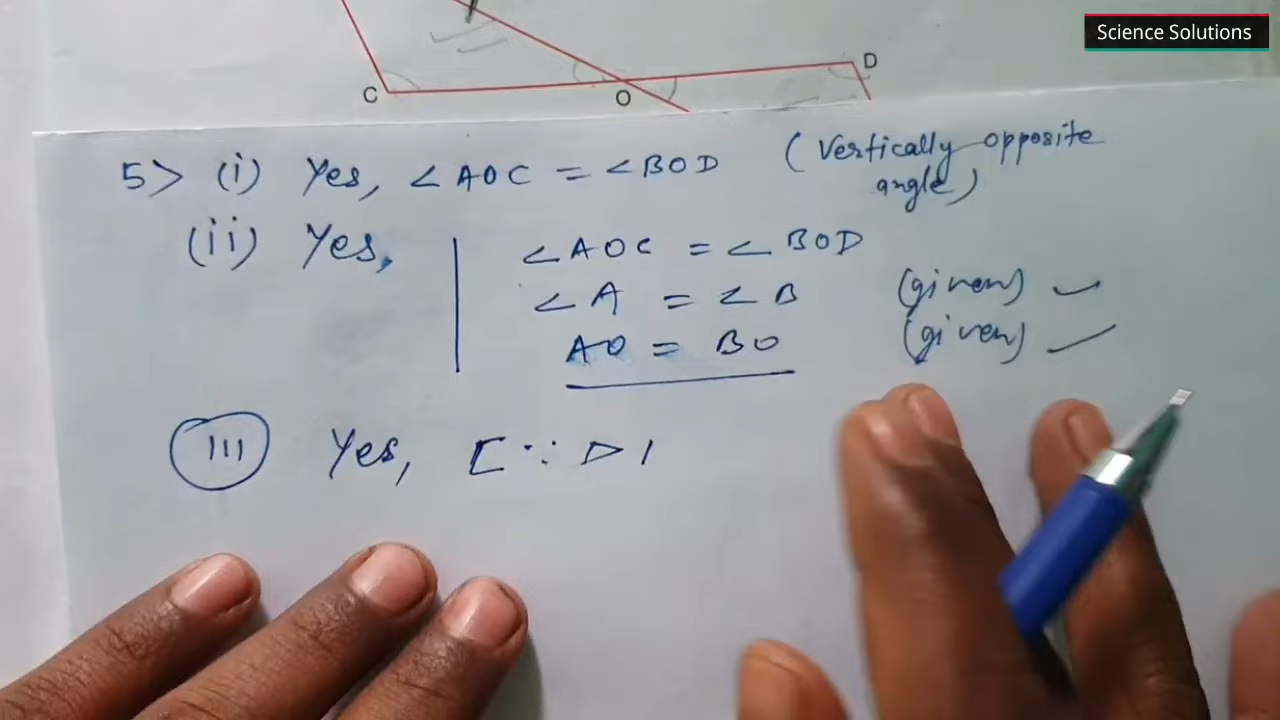 Science Solutions
D
C
O
5> (i) Yes, ∠AOC = ∠BOD (Vertically opposite
angle)
(ii) Yes, ∠AOC = ∠BOD
∠A = ∠B (given)
AO = BO (given)
III Yes, [∵ ▷